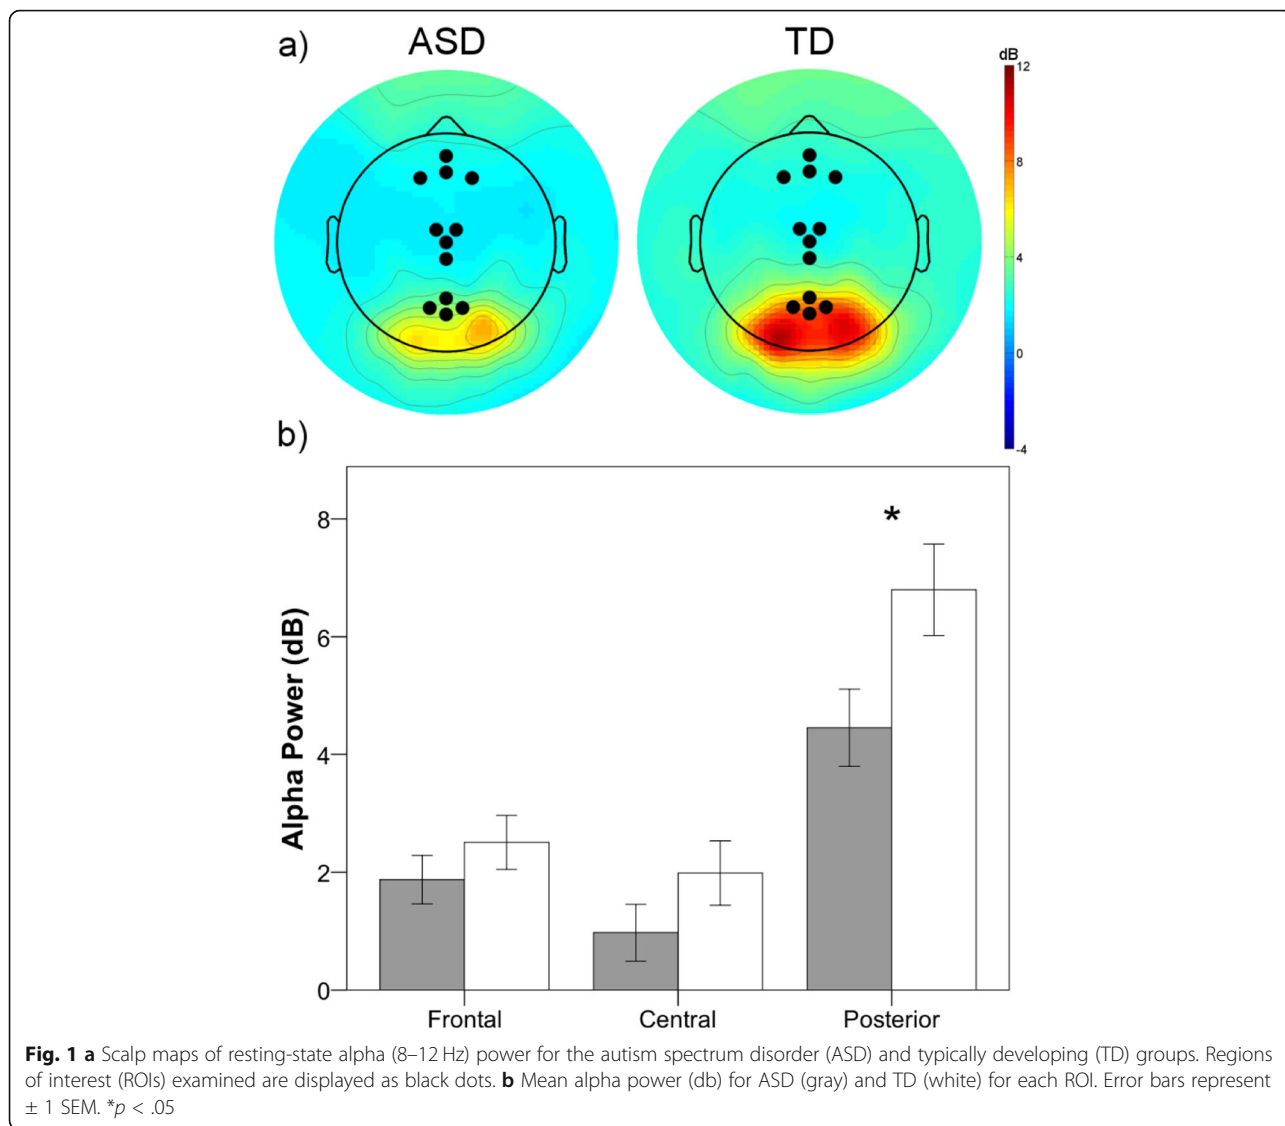 a)
ASD
TD
dB
12
8
4
0
-4
b)
*
8
6
4
2
0
Alpha Power (dB)
Frontal
Central
Posterior
Fig. 1 a Scalp maps of resting-state alpha (8–12 Hz) power for the autism spectrum disorder (ASD) and typically developing (TD) groups. Regions
of interest (ROIs) examined are displayed as black dots. b Mean alpha power (db) for ASD (gray) and TD (white) for each ROI. Error bars represent
± 1 SEM. *p < .05